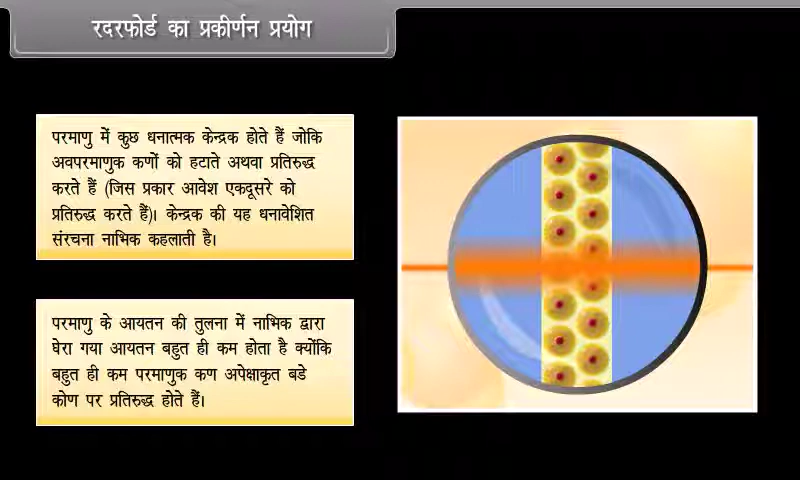 रदरफोर्ड का प्रकीर्णन प्रयोग
परमाणु में कुछ धनात्मक केन्द्रक होते हैं जोकि
अवपरमाणुक कणों को हटाते अथवा प्रतिरुद्ध
करते हैं (जिस प्रकार आवेश एकदूसरे को
प्रतिरुद्ध करते हैं)। केन्द्रक की यह धनावेशित
संरचना नाभिक कहलाती है।
परमाणु के आयतन की तुलना में नाभिक द्वारा
घेरा गया आयतन बहुत ही कम होता है क्योंकि
बहुत ही कम परमाणुक कण अपेक्षाकृत बडे
कोण पर प्रतिरुद्ध होते हैं।